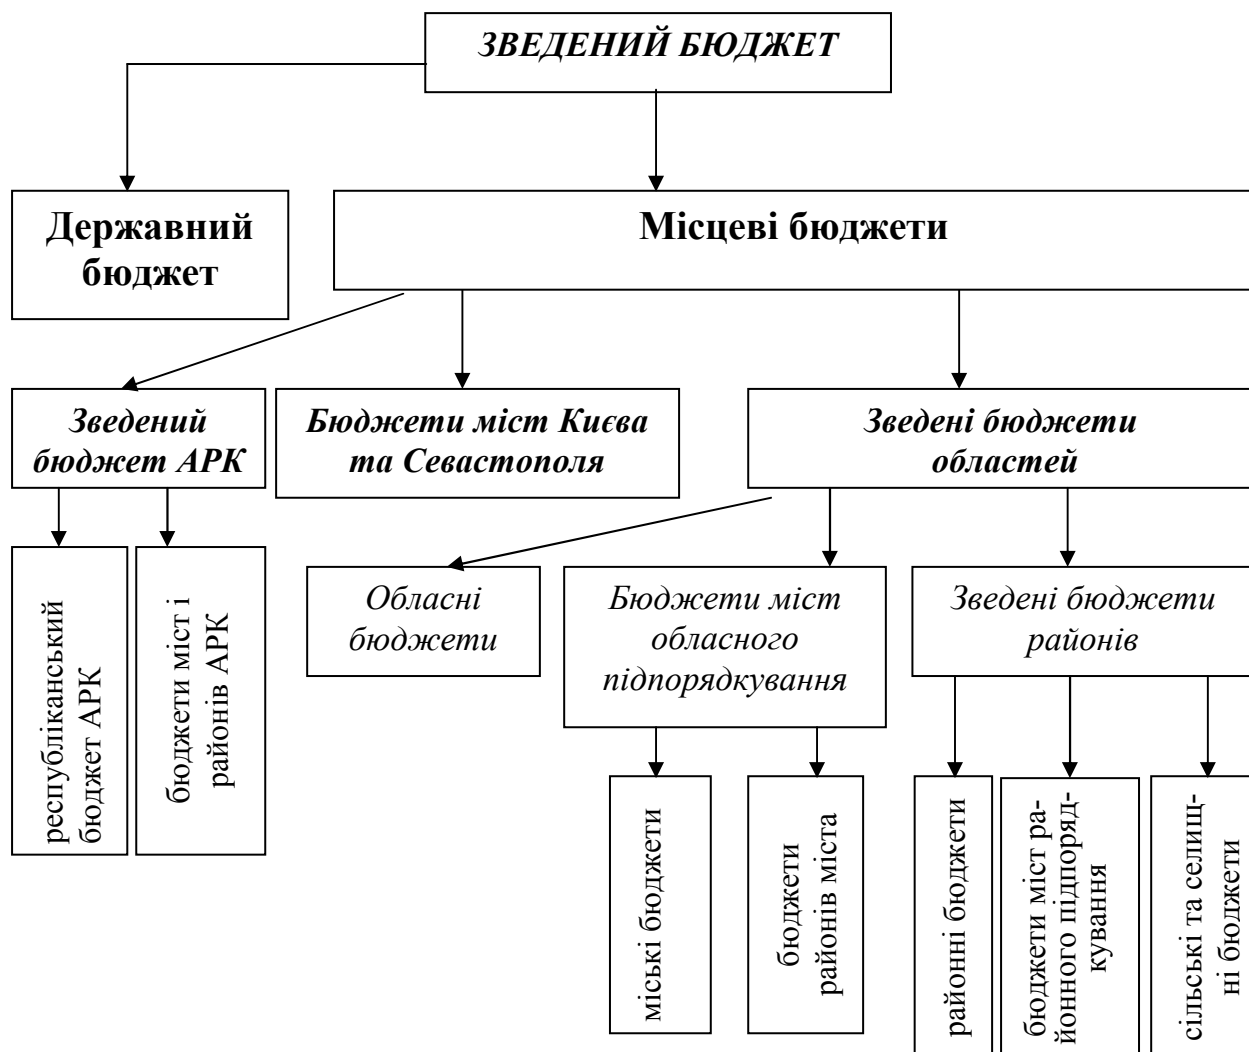 ЗВЕДЕНИЙ БЮДЖЕТ
Державний
бюджет
Місцеві бюджети
Зведений
бюджет АРК
Бюджети міст Києва
та Севастополя
Зведені бюджети
областей
республіканський
бюджет АРК
бюджети міст і
районів АРК
Обласні
бюджети
Бюджети міст
обласного
підпорядкування
Зведені бюджети
районів
міські бюджети
бюджети
районів міста
районні бюджети
бюджети міст ра-
йонного підпоряд-
кування
сільські та селищ-
ні бюджети